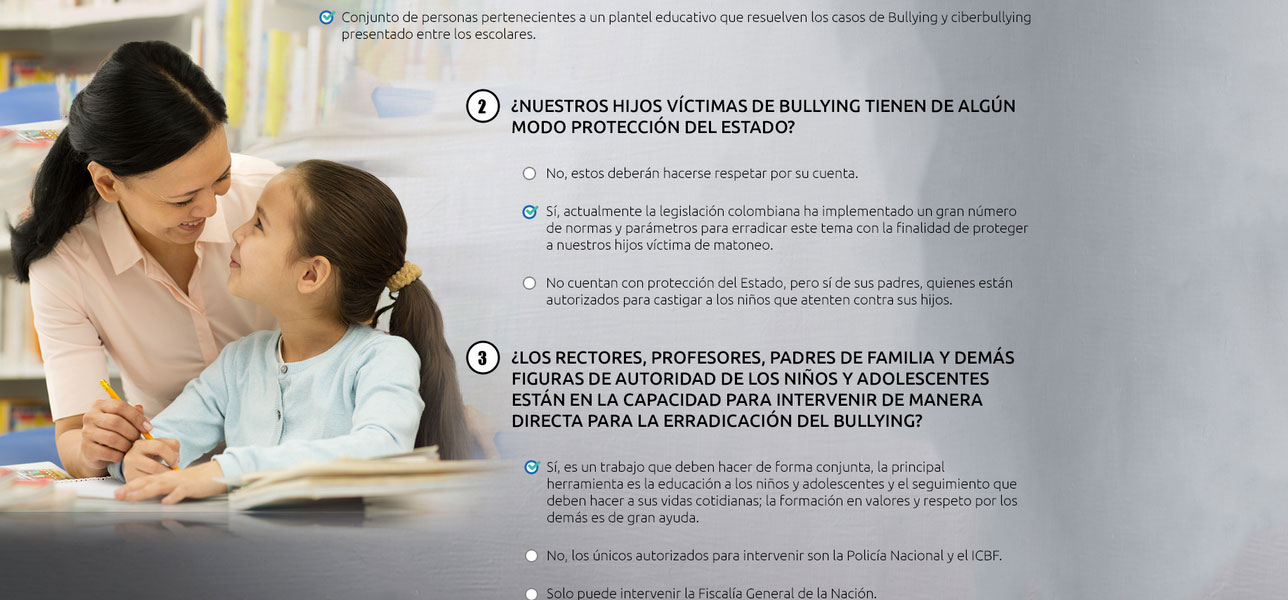 Conjunto de personas pertenecientes a un plantel educativo que resuelven los casos de Bullying y ciberbullying
presentado entre los escolares.
2 ¿NUESTROS HIJOS VÍCTIMAS DE BULLYING TIENEN DE ALGÚN
MODO PROTECCIÓN DEL ESTADO?
No, estos deberán hacerse respetar por su cuenta.
Sí, actualmente la legislación colombiana ha implementado un gran número
de normas y parámetros para erradicar este tema con la finalidad de proteger
a nuestros hijos víctima de matoneo.
No cuentan con protección del Estado, pero sí de sus padres, quienes están
autorizados para castigar a los niños que atenten contra sus hijos.
3 ¿LOS RECTORES, PROFESORES, PADRES DE FAMILIA Y DEMÁS
FIGURAS DE AUTORIDAD DE LOS NIÑOS Y ADOLESCENTES
ESTÁN EN LA CAPACIDAD PARA INTERVENIR DE MANERA
DIRECTA PARA LA ERRADICACIÓN DEL BULLYING?
Sí, es un trabajo que deben hacer de forma conjunta, la principal
herramienta es la educación a los niños y adolescentes y el seguimiento que
deben hacer a sus vidas cotidianas; la formación en valores y respeto por los
demás es de gran ayuda.
No, los únicos autorizados para intervenir son la Policía Nacional y el ICBF.
Solo puede intervenir la Fiscalía General de la Nación.